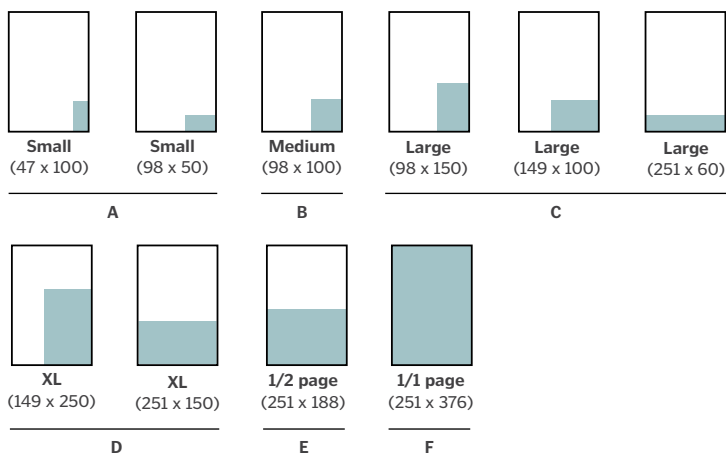 Small
(47 x 100)
Small
(98 x 50)
Medium
(98 x 100)
Large
(98 x 150)
Large
(149 x 100)
Large
(251 x 60)
A
B
C
XL
(149 x 250)
XL
(251 x 150)
1/2 page
(251 x 188)
1/1 page
(251 x 376)
D
E
F